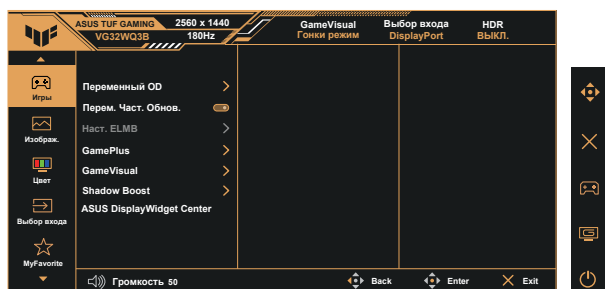 ASUS TUF GAMING 2560 x 1440
VG32WQ3B 180Hz
GameVisual Выбор входа HDR
Гонки режим DisplayPort ВЫКЛ.
Игры
Изображ.
Цвет
Выбор входа
MyFavorite
Переменный OD
Перем. Част. Обнов.
Наст. ELMB
GamePlus
GameVisual
Shadow Boost
ASUS DisplayWidget Center
Громкость 50 Back Enter Exit